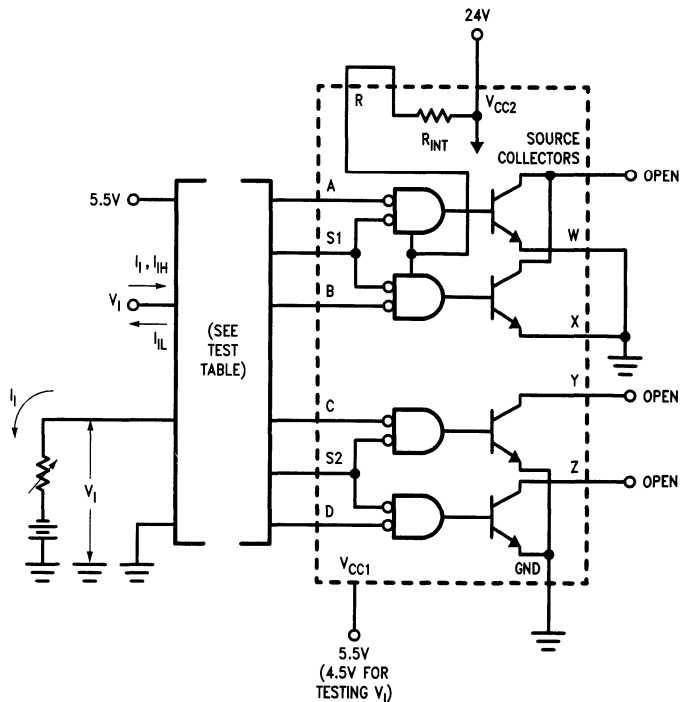 24V
R
V_CC2
R_INT
SOURCE
COLLECTORS
OPEN
A
5.5V
S1
W
I_I, I_IH
V_I
I_IL
B
X
(SEE
TEST
TABLE)
Y
I_I
C
OPEN
V_I
S2
Z
OPEN
D
V_CC1
GND
5.5V
(4.5V FOR
TESTING V_I)